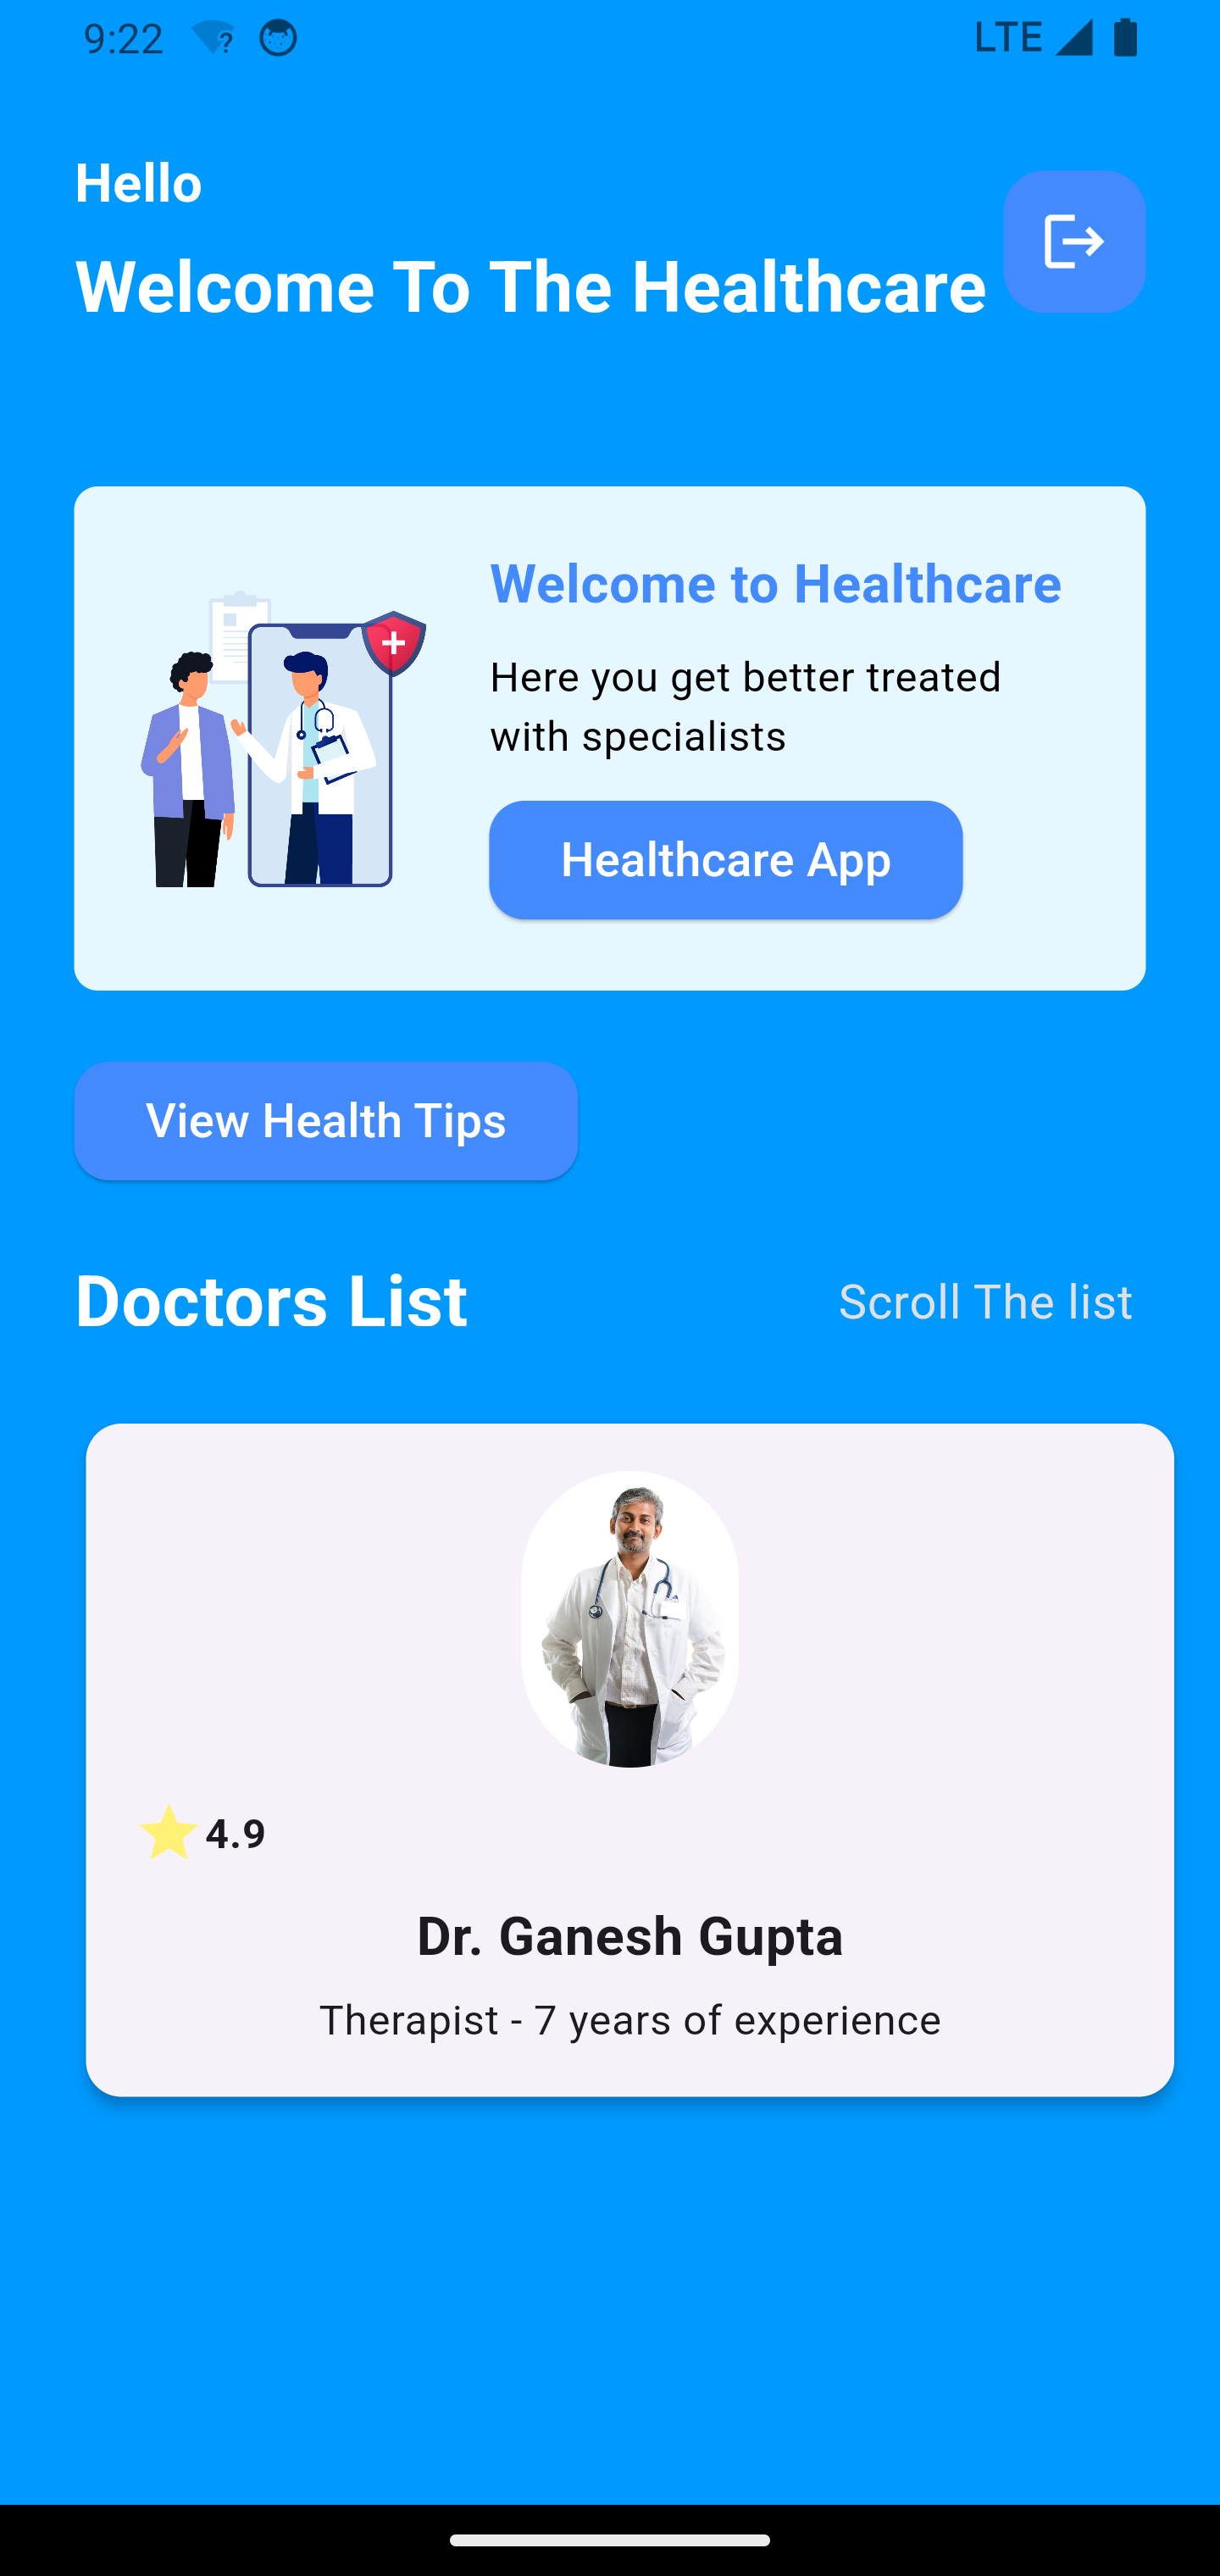 9:22
LTE
Hello
Welcome To The Healthcare
Welcome to Healthcare
Here you get better treated
with specialists
Healthcare App
View Health Tips
Doctors List
Scroll The list
4.9
Dr. Ganesh Gupta
Therapist - 7 years of experience